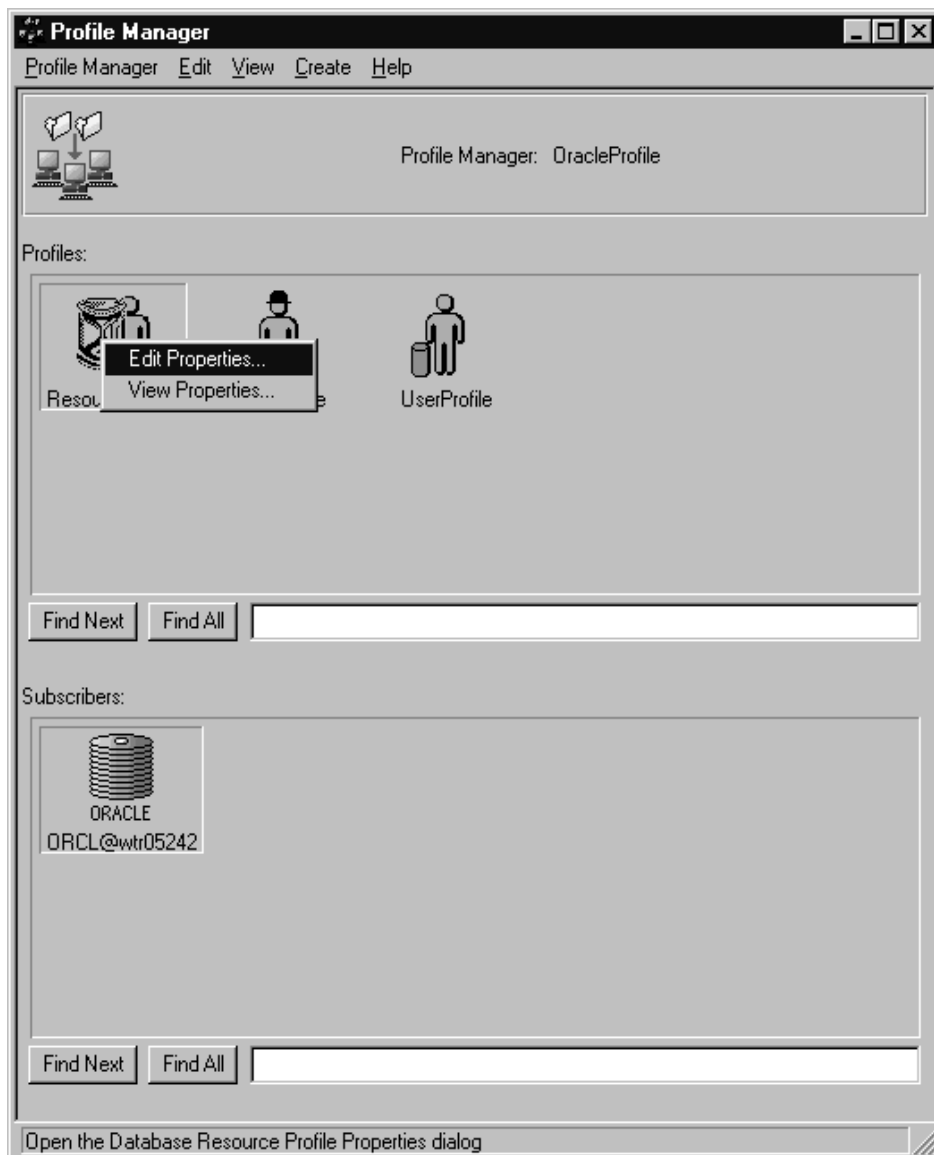 Profile Manager
Profile Manager Edit View Create Help
Profile Manager: OracleProfile
Profiles:
Edit Properties...
View Properties...
UserProfile
Find Next Find All
Subscribers:
ORACLE
ORCL@wtr05242
Find Next Find All
Open the Database Resource Profile Properties dialog